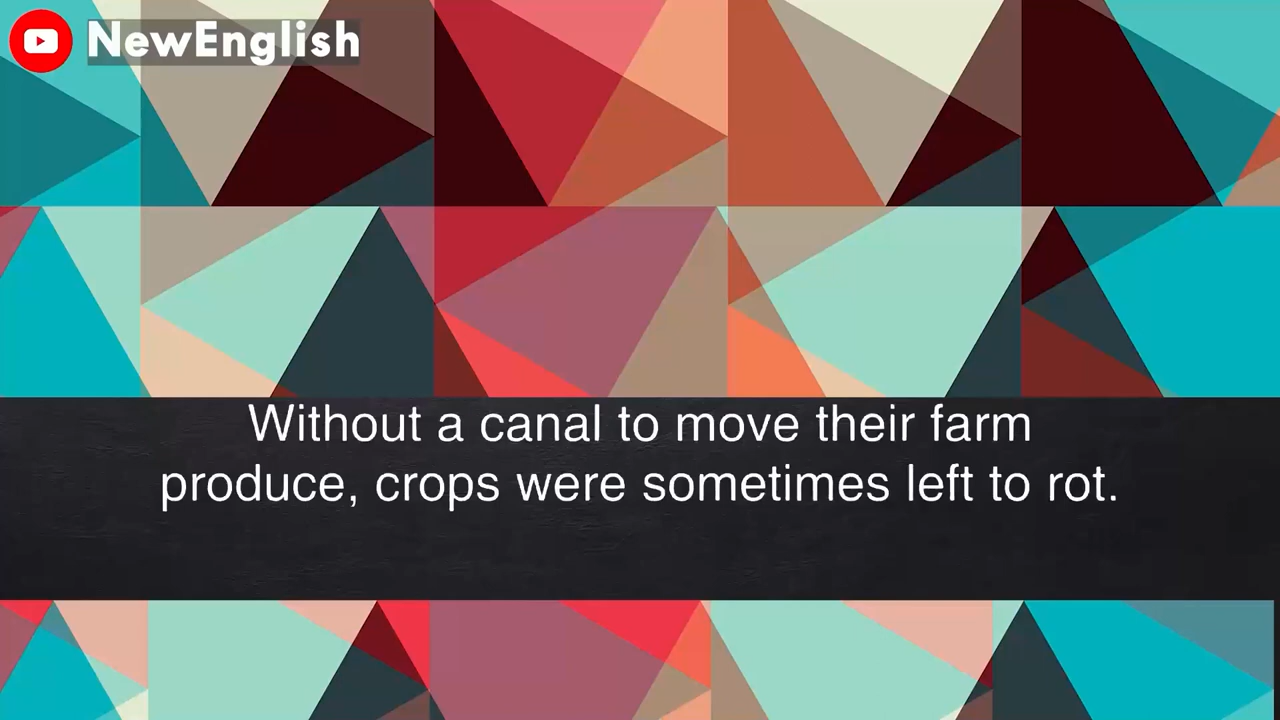 NewEnglish
Without a canal to move their farm
produce, crops were sometimes left to rot.